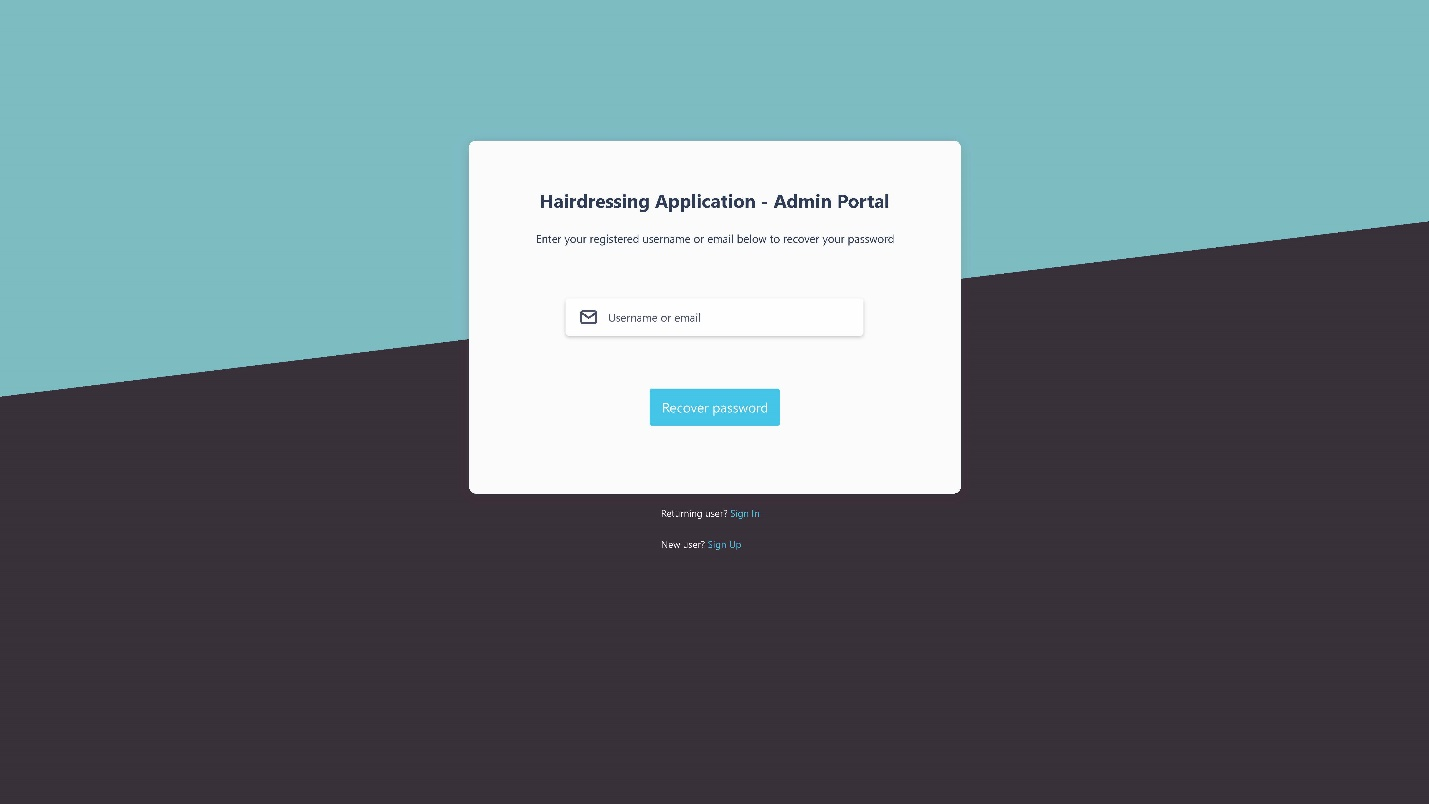 Hairdressing Application - Admin Portal
Enter your registered username or email below to recover your password
Username or email
Recover password
Returning user? Sign In
New user? Sign Up